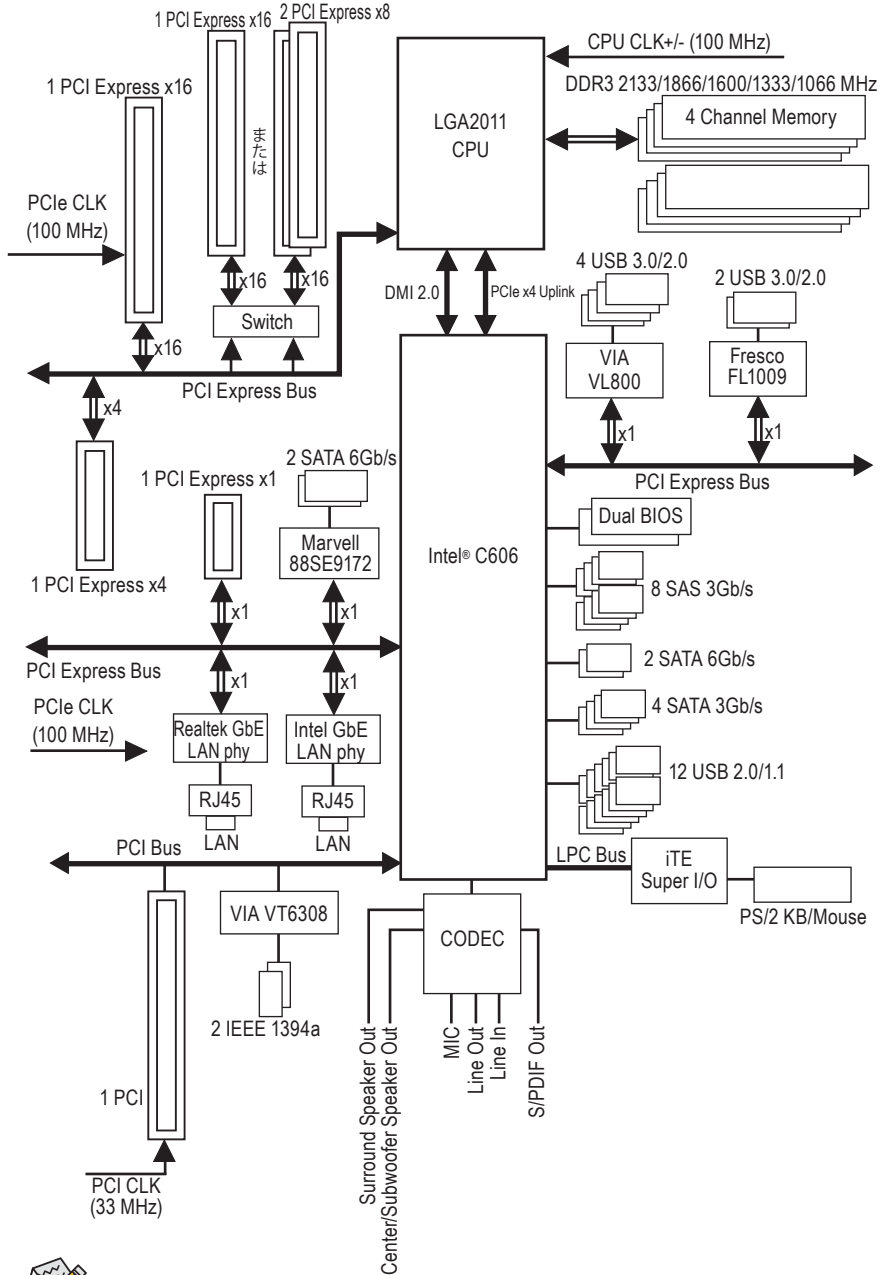 1 PCI Express x16
2 PCI Express x8
CPU CLK+/- (100 MHz)
1 PCI Express x16
DDR3 2133/1866/1600/1333/1066 MHz
4 Channel Memory
LGA2011
CPU
または
PCIe CLK
(100 MHz)
x16
x16
Switch
x16
DMI 2.0
PCIe x4 Uplink
4 USB 3.0/2.0
2 USB 3.0/2.0
VIA
VL800
Fresco
FL1009
PCI Express Bus
x4
x1
x1
PCI Express Bus
1 PCI Express x4
1 PCI Express x1
2 SATA 6Gb/s
Marvell
88SE9172
x1
x1
Intel® C606
Dual BIOS
8 SAS 3Gb/s
2 SATA 6Gb/s
4 SATA 3Gb/s
12 USB 2.0/1.1
PCI Express Bus
x1
x1
PCIe CLK
(100 MHz)
Realtek GbE
LAN phy
Intel GbE
LAN phy
RJ45
RJ45
LAN
LAN
PCI Bus
LPC Bus
iTE
Super I/O
PS/2 KB/Mouse
VIA VT6308
2 IEEE 1394a
CODEC
1 PCI
PCI CLK
(33 MHz)
Surround Speaker Out
Center/Subwoofer Speaker Out
MIC
Line Out
Line In
S/PDIF Out